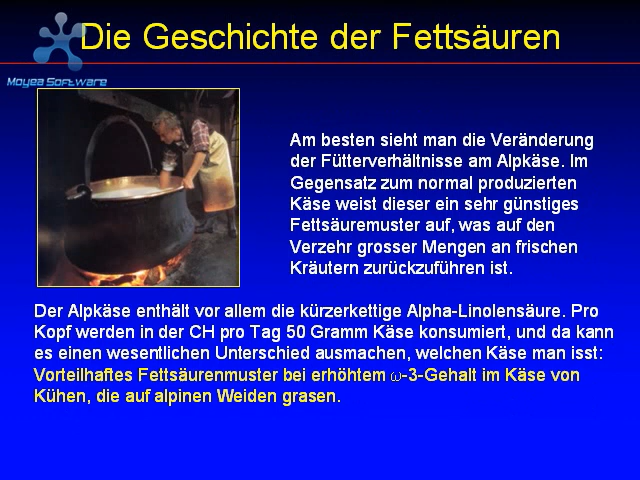 Die Geschichte der Fettsäuren
Moyea Software
Am besten sieht man die Veränderung
der Fütterverhältnisse am Alpkäse. Im
Gegensatz zum normal produzierten
Käse weist dieser ein sehr günstiges
Fettsäuremuster auf, was auf den
Verzehr grosser Mengen an frischen
Kräutern zurückzuführen ist.
Der Alpkäse enthält vor allem die kürzerkettige Alpha-Linolensäure. Pro
Kopf werden in der CH pro Tag 50 Gramm Käse konsumiert, und da kann
es einen wesentlichen Unterschied ausmachen, welchen Käse man isst:
Vorteilhaftes Fettsäurenmuster bei erhöhtem ω-3-Gehalt im Käse von
Kühen, die auf alpinen Weiden grasen.